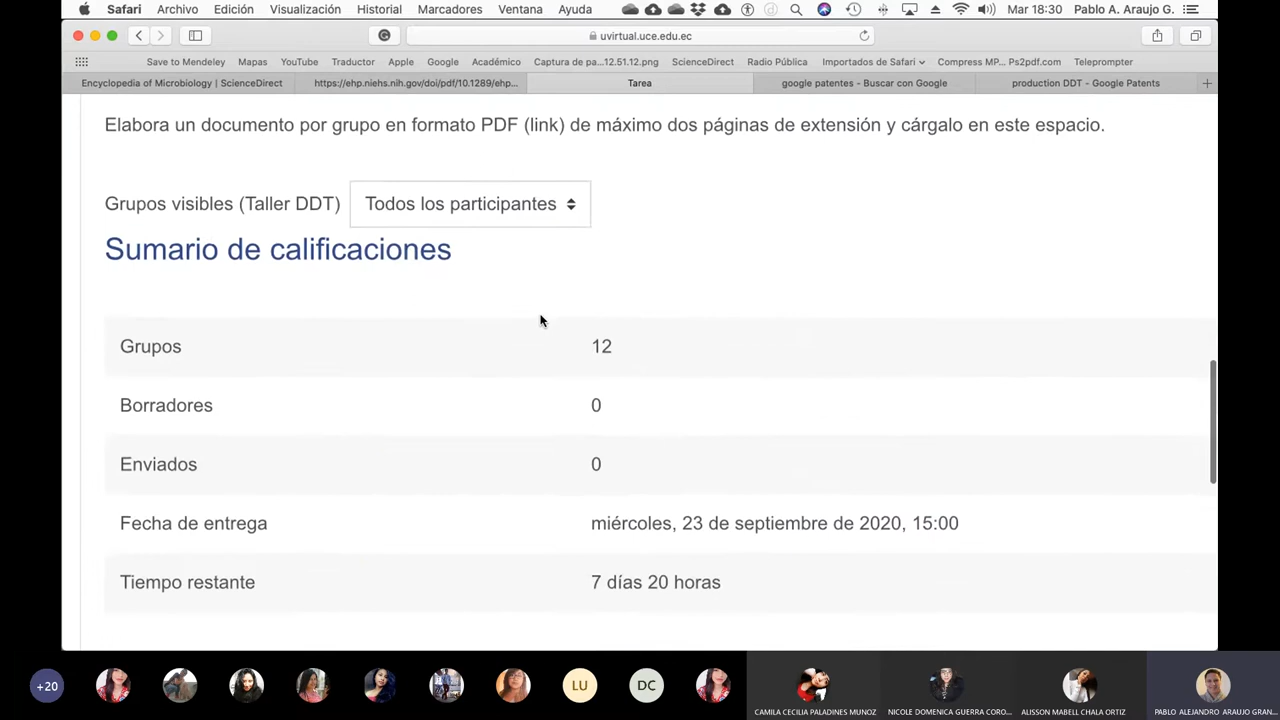 Safari Archivo Edición Visualización Historial Marcadores Ventana Ayuda Mar 18:30 Pablo A. Araujo G.
uvirtual.uce.edu.ec
Save to Mendeley Mapas YouTube Traductor Apple Google Académico Captura de pa...12.51.12.png ScienceDirect Radio Pública Importados de Safari Compress MP... Ps2pdf.com Teleprompter
Encyclopedia of Microbiology | ScienceDirect https://ehp.niehs.nih.gov/doi/pdf/10.1289/ehp... Tarea google patentes - Buscar con Google production DDT - Google Patents
Elabora un documento por grupo en formato PDF (link) de máximo dos páginas de extensión y cárgalo en este espacio.
Grupos visibles (Taller DDT) Todos los participantes
Sumario de calificaciones
Grupos 12
Borradores 0
Enviados 0
Fecha de entrega miércoles, 23 de septiembre de 2020, 15:00
Tiempo restante 7 días 20 horas
+20 LU DC
CAMILA CECILIA PALADINES MUNOZ NICOLE DOMENICA GUERRA CORO... ALISSON MABELL CHALA ORTIZ PABLO ALEJANDRO ARAUJO GRAN...